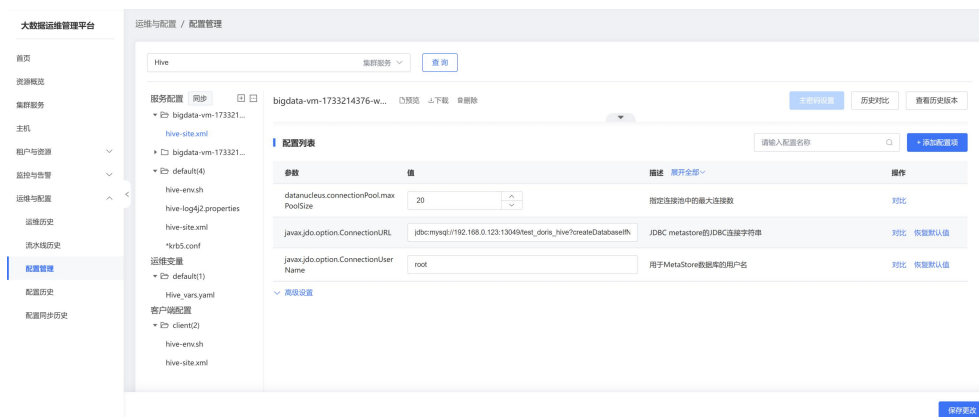 大数据运维管理平台
运维与配置 / 配置管理
首页
资源概览
集群服务
主机
租户与资源
监控与告警
运维与配置
运维历史
流水线历史
配置管理
配置历史
配置同步历史
Hive 集群服务 查 询
服务配置 同步
bigdata-vm-173321...
hive-site.xml
bigdata-vm-173321...
default(4)
hive-env.sh
hive-log4j2.properties
hive-site.xml
*krb5.conf
运维变量
default(1)
Hive_vars.yaml
客户端配置
client(2)
hive-env.sh
hive-site.xml
bigdata-vm-1733214376-w... 预览 下载 删除 主密码设置 历史对比 查看历史版本
配置列表 请输入配置名称 + 添加配置项
参数 值 描述 展开全部 操作
datanucleus.connectionPool.max
PoolSize 20 指定连接池中的最大连接数 对比
javax.jdo.option.ConnectionURL jdbc:mysql://192.168.0.123:13049/test_doris_hive?createDatabaseIfN JDBC metastore的JDBC连接字符串 对比 恢复默认值
javax.jdo.option.ConnectionUser
Name root 用于MetaStore数据库的用户名 对比 恢复默认值
高级设置
保存更改